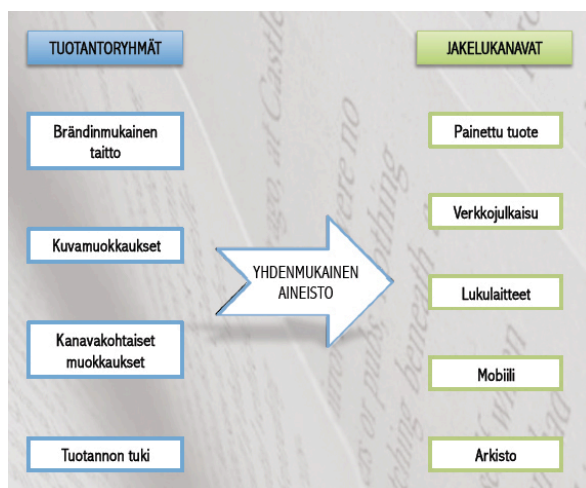 TUOTANTORYHMÄT
Brändinmukainen
taitto
Kuvamuokkaukset
Kanavakohtaiset
muokkaukset
Tuotannon tuki
YHDENMUKAINEN
AINEISTO
JAKELUKANAVAT
Painettu tuote
Verkkojulkaisu
Lukulaitteet
Mobiili
Arkisto